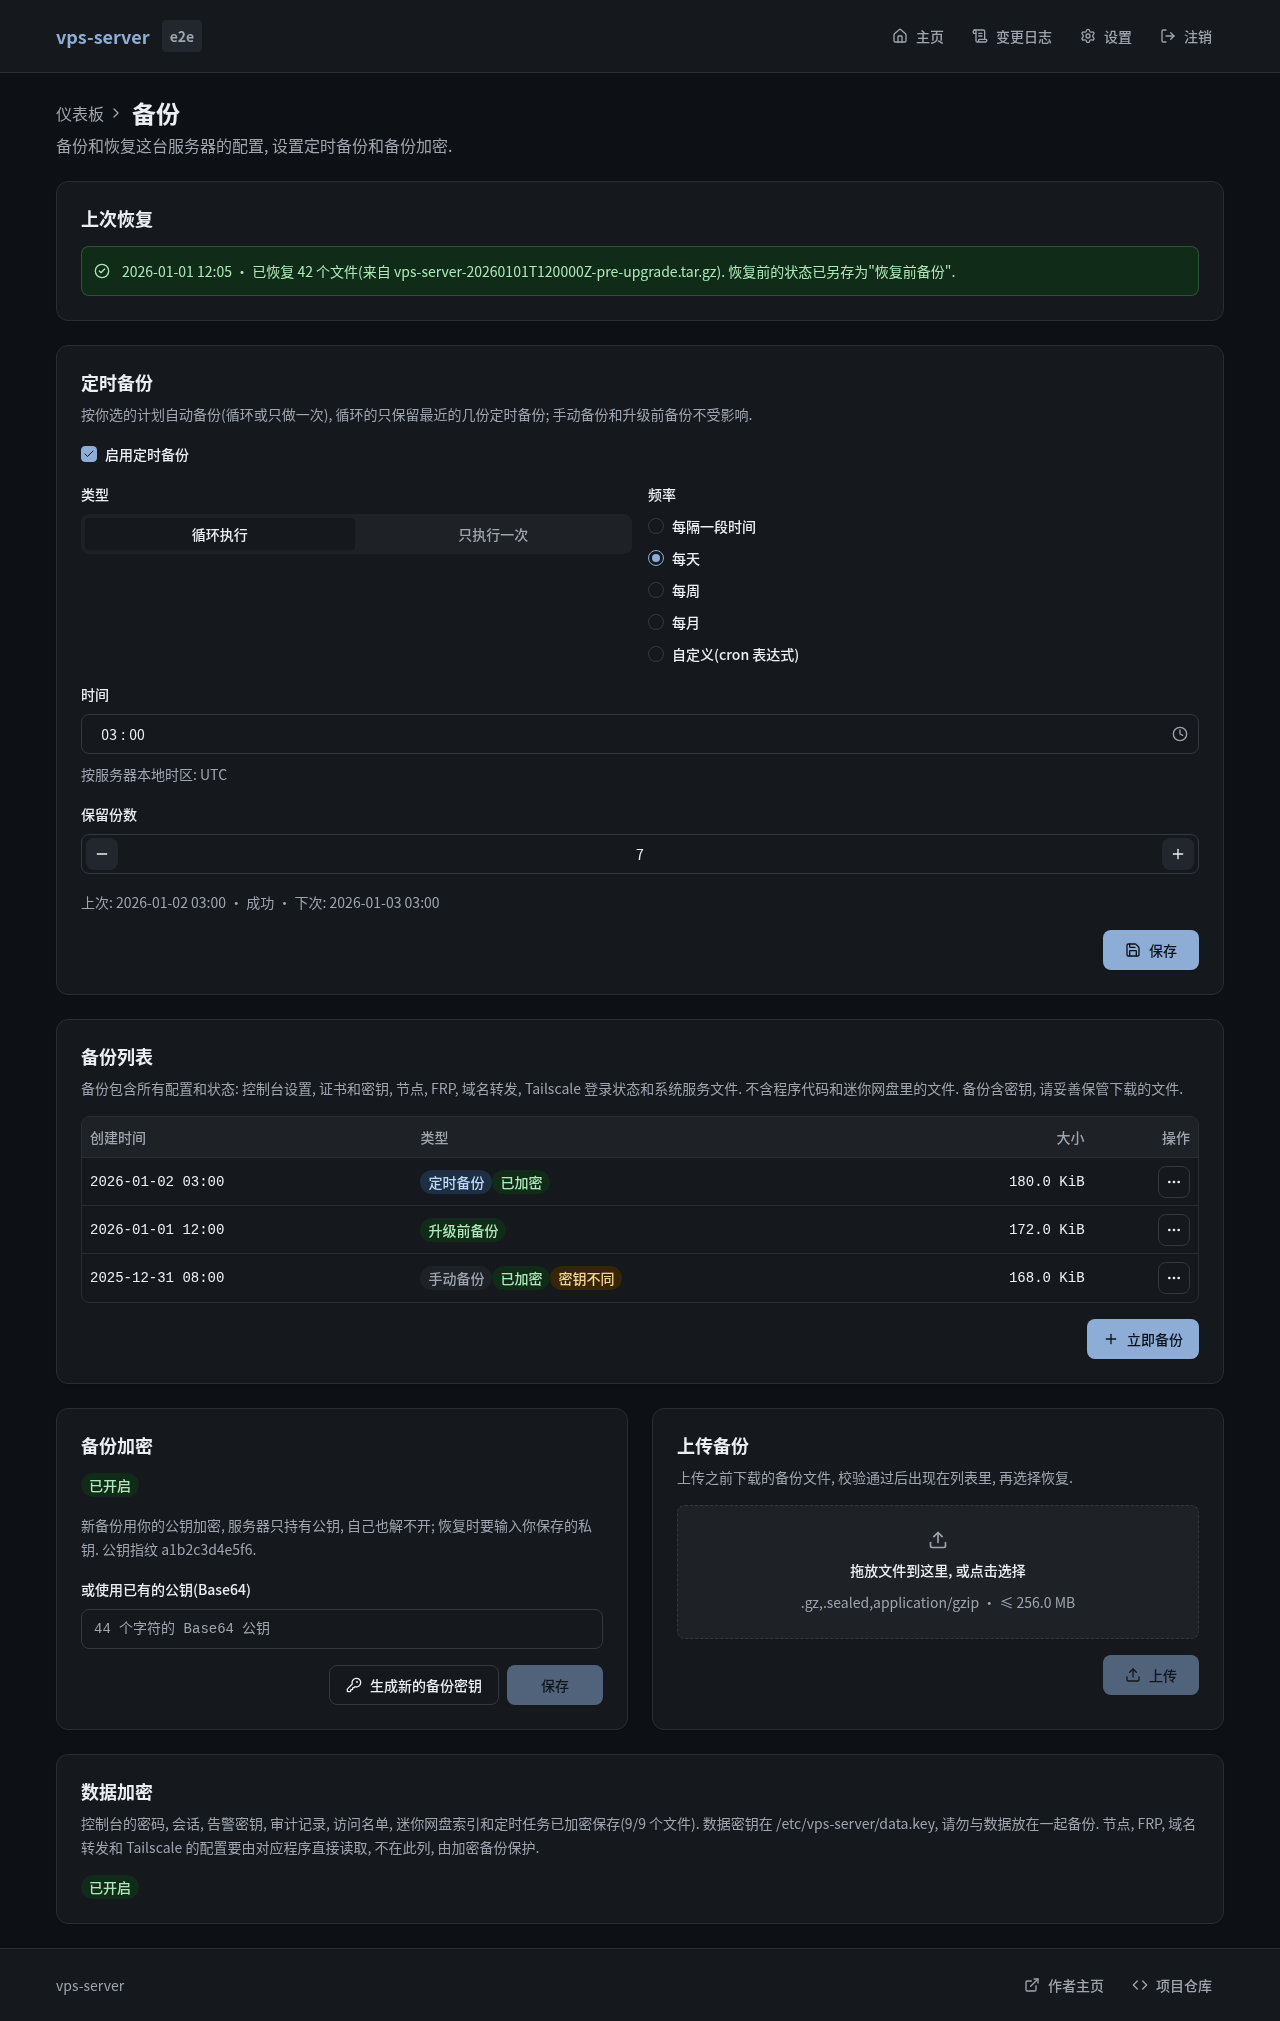 vps-server e2e 主页 变更日志 设置 注销
仪表板 备份
备份和恢复这台服务器的配置, 设置定时备份和备份加密.
上次恢复
2026-01-01 12:05 · 已恢复 42 个文件(来自 vps-server-20260101T120000Z-pre-upgrade.tar.gz). 恢复前的状态已另存为"恢复前备份".
定时备份
按你选的计划自动备份(循环或只做一次), 循环的只保留最近的几份定时备份; 手动备份和升级前备份不受影响.
启用定时备份
类型
循环执行 只执行一次
频率
每隔一段时间
每天
每周
每月
自定义(cron 表达式)
时间
03 : 00
按服务器本地时区: UTC
保留份数
7
上次: 2026-01-02 03:00 · 成功 · 下次: 2026-01-03 03:00
保存
备份列表
备份包含所有配置和状态: 控制台设置, 证书和密钥, 节点, FRP, 域名转发, Tailscale 登录状态和系统服务文件. 不含程序代码和迷你网盘里的文件. 备份含密钥, 请妥善保管下载的文件.
创建时间 类型 大小 操作
2026-01-02 03:00 定时备份 已加密 180.0 KiB
2026-01-01 12:00 升级前备份 172.0 KiB
2025-12-31 08:00 手动备份 已加密 密钥不同 168.0 KiB
立即备份
备份加密
已开启
新备份用你的公钥加密, 服务器只持有公钥, 自己也解不开; 恢复时要输入你保存的私
钥. 公钥指纹 a1b2c3d4e5f6.
或使用已有的公钥(Base64)
44 个字符的 Base64 公钥
生成新的备份密钥 保存
上传备份
上传之前下载的备份文件, 校验通过后出现在列表里, 再选择恢复.
拖放文件到这里, 或点击选择
.gz,.sealed,application/gzip · ≤ 256.0 MB
上传
数据加密
控制台的密码, 会话, 告警密钥, 审计记录, 访问名单, 迷你网盘索引和定时任务已加密保存(9/9 个文件). 数据密钥在 /etc/vps-server/data.key, 请勿与数据放在一起备份. 节点, FRP, 域名
转发和 Tailscale 的配置要由对应程序直接读取, 不在此列, 由加密备份保护.
已开启
vps-server 作者主页 项目仓库